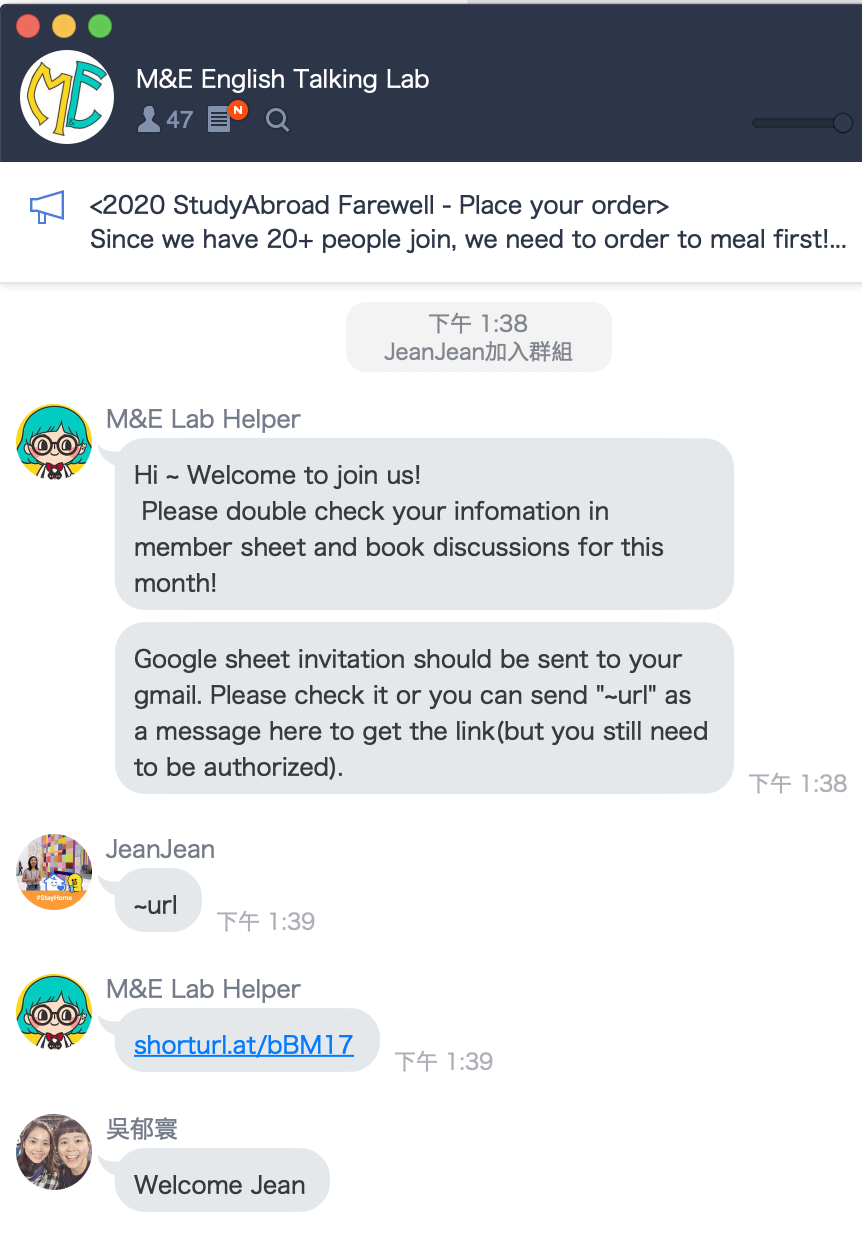 M&E English Talking Lab
47
N
<2020 StudyAbroad Farewell - Place your order>
Since we have 20+ people join, we need to order to meal first!...
下午 1:38
JeanJean加入群組
M&E Lab Helper
Hi ~ Welcome to join us!
Please double check your infomation in
member sheet and book discussions for this
month!
Google sheet invitation should be sent to your
gmail. Please check it or you can send "~url" as
a message here to get the link(but you still need
to be authorized).
下午 1:38
JeanJean
#StayHome
~url
下午 1:39
M&E Lab Helper
shorturl.at/bBM17
下午 1:39
吳郁寰
Welcome Jean